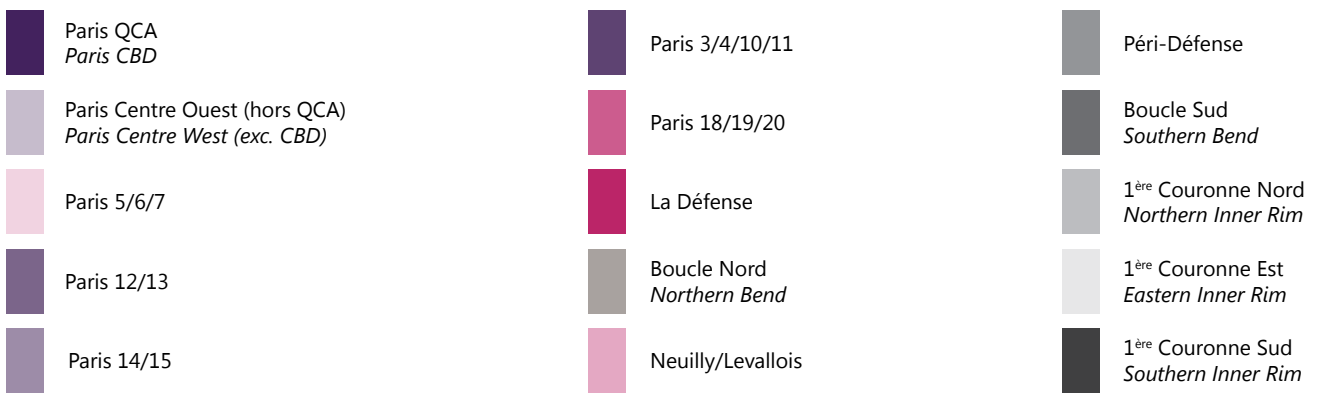 Paris QCA
Paris CBD
Paris Centre Ouest (hors QCA)
Paris Centre West (exc. CBD)
Paris 5/6/7
Paris 12/13
Paris 14/15
Paris 3/4/10/11
Paris 18/19/20
La Défense
Boucle Nord
Northern Bend
Neuilly/Levallois
Péri-Défense
Boucle Sud
Southern Bend
1ère Couronne Nord
Northern Inner Rim
1ère Couronne Est
Eastern Inner Rim
1ère Couronne Sud
Southern Inner Rim